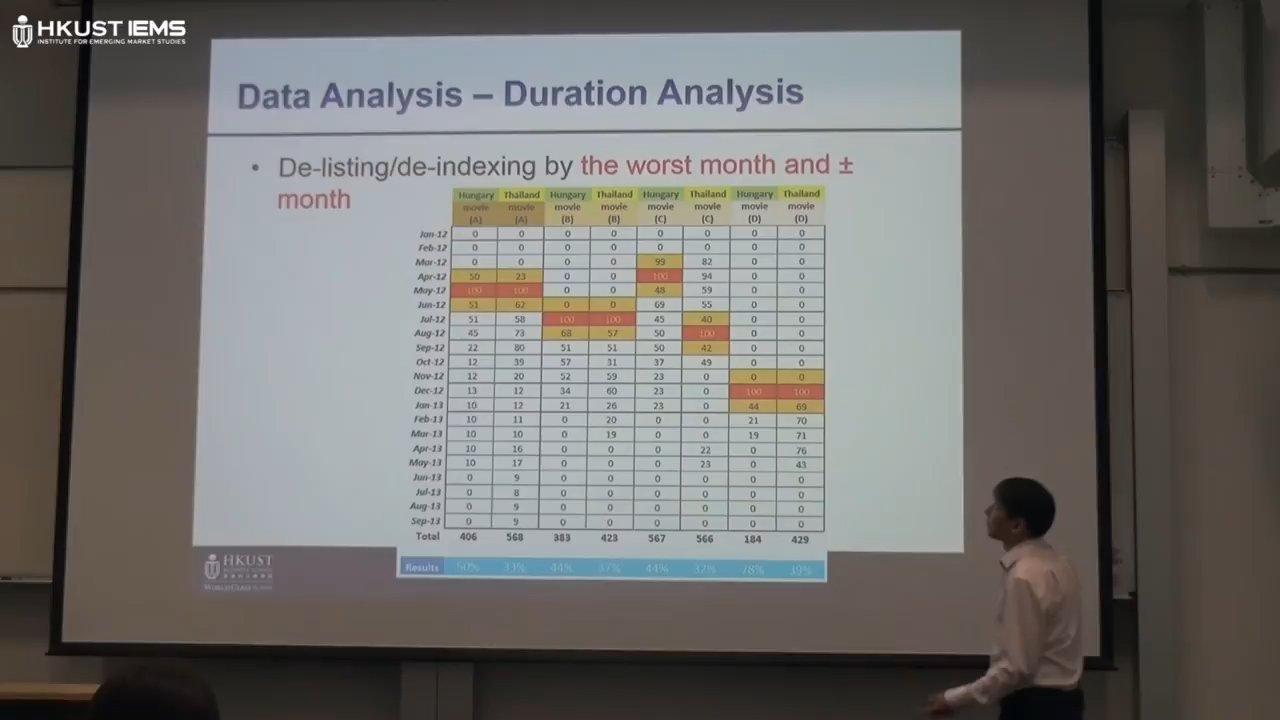 HKUST IEMS
INSTITUTE FOR EMERGING MARKET STUDIES
Data Analysis – Duration Analysis
• De-listing/de-indexing by the worst month and ±
month
Hungary Thailand Hungary Thailand Hungary Thailand Hungary Thailand
movie movie movie movie movie movie movie movie
(A) (A) (B) (B) (C) (C) (D) (D)
Jan-12 0 0 0 0 0 0 0 0
Feb-12 0 0 0 0 0 0 0 0
Mar-12 0 0 0 0 99 82 0 0
Apr-12 50 23 0 0 100 94 0 0
May-12 100 100 0 0 48 59 0 0
Jun-12 51 62 0 0 69 55 0 0
Jul-12 51 58 100 100 45 40 0 0
Aug-12 45 73 68 57 50 100 0 0
Sep-12 22 80 51 51 50 42 0 0
Oct-12 12 39 57 31 37 49 0 0
Nov-12 12 20 52 59 23 0 0 0
Dec-12 13 12 34 60 23 0 100 100
Jan-13 10 12 21 26 23 0 44 69
Feb-13 10 11 0 20 0 0 21 70
Mar-13 10 10 0 19 0 0 19 71
Apr-13 10 16 0 0 0 22 0 76
May-13 10 17 0 0 0 23 0 43
Jun-13 0 9 0 0 0 0 0 0
Jul-13 0 8 0 0 0 0 0 0
Aug-13 0 9 0 0 0 0 0 0
Sep-13 0 9 0 0 0 0 0 0
Total 406 568 383 423 567 566 184 429
Results 50% 33% 44% 37% 44% 32% 78% 39%
HKUST